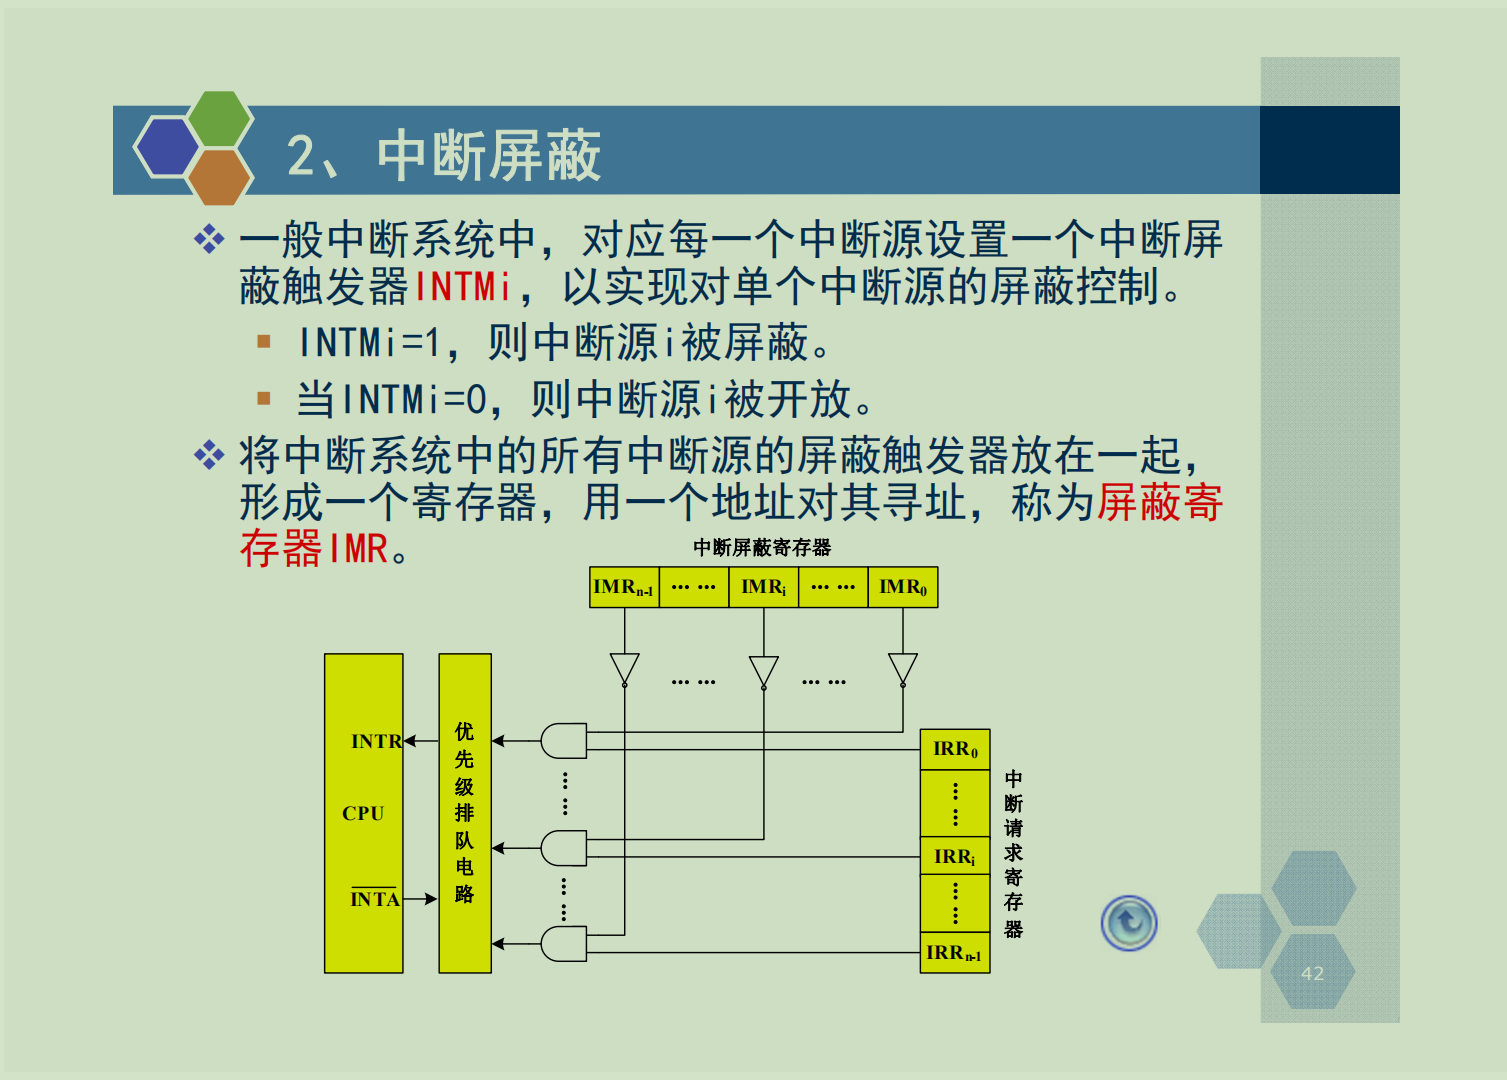 2、中断屏蔽
一般中断系统中，对应每一个中断源设置一个中断屏
蔽触发器INTMi，以实现对单个中断源的屏蔽控制。
INTMi=1，则中断源i被屏蔽。
当INTMi=0，则中断源i被开放。
将中断系统中的所有中断源的屏蔽触发器放在一起，
形成一个寄存器，用一个地址对其寻址，称为屏蔽寄
存器IMR。
中断屏蔽寄存器
IMRn-1 … … IMRi … … IMR0
… … … …
INTR
CPU
INTA
优先级排队电路
… …
… …
IRR0
… …
IRRi
… …
IRRn-1
中断请求寄存器
42